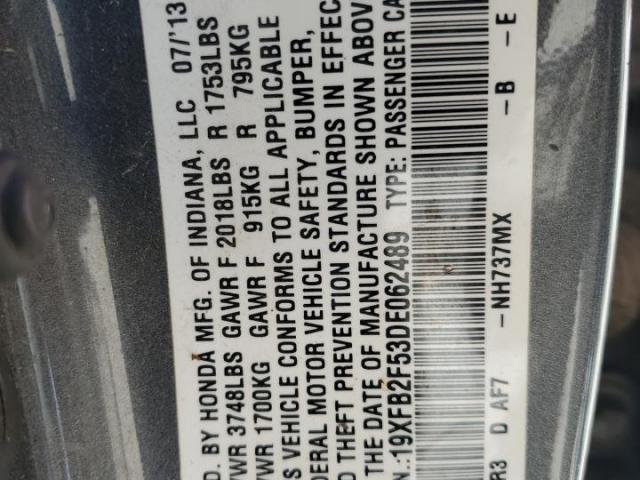 D. BY HONDA MFG. OF INDIANA, LLC 07/'13
VWR 3748LBS GAWR F 2018LBS R 1753LBS
VWR 1700KG GAWR F 915KG R 795KG
S VEHICLE CONFORMS TO ALL APPLICABLE
DERAL MOTOR VEHICLE SAFETY, BUMPER,
D THEFT PREVENTION STANDARDS IN EFFEC
THE DATE OF MANUFACTURE SHOWN ABOV
N.:19XFB2F53DE062489 TYPE: PASSENGER CA
R3 D AF7 -NH737MX -B -E